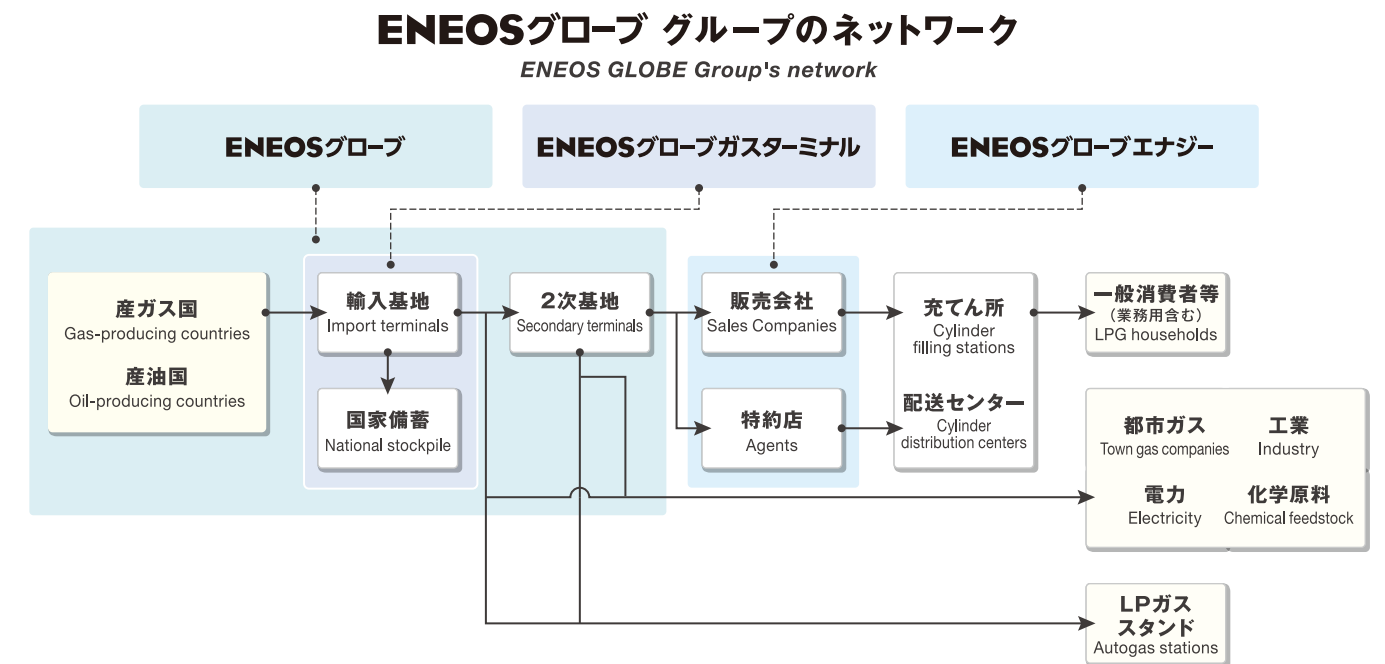 ENEOSグローブ グループのネットワーク
ENEOS GLOBE Group's network
ENEOSグローブ
ENEOSグローブガスターミナル
ENEOSグローブエナジー
産ガス国
Gas-producing countries
産油国
Oil-producing countries
輸入基地
Import terminals
国家備蓄
National stockpile
2次基地
Secondary terminals
販売会社
Sales Companies
特約店
Agents
充てん所
Cylinder
filling stations
配送センター
Cylinder
distribution centers
一般消費者等
（業務用含む）
LPG households
都市ガス
Town gas companies
工業
Industry
電力
Electricity
化学原料
Chemical feedstock
LPガス
スタンド
Autogas stations